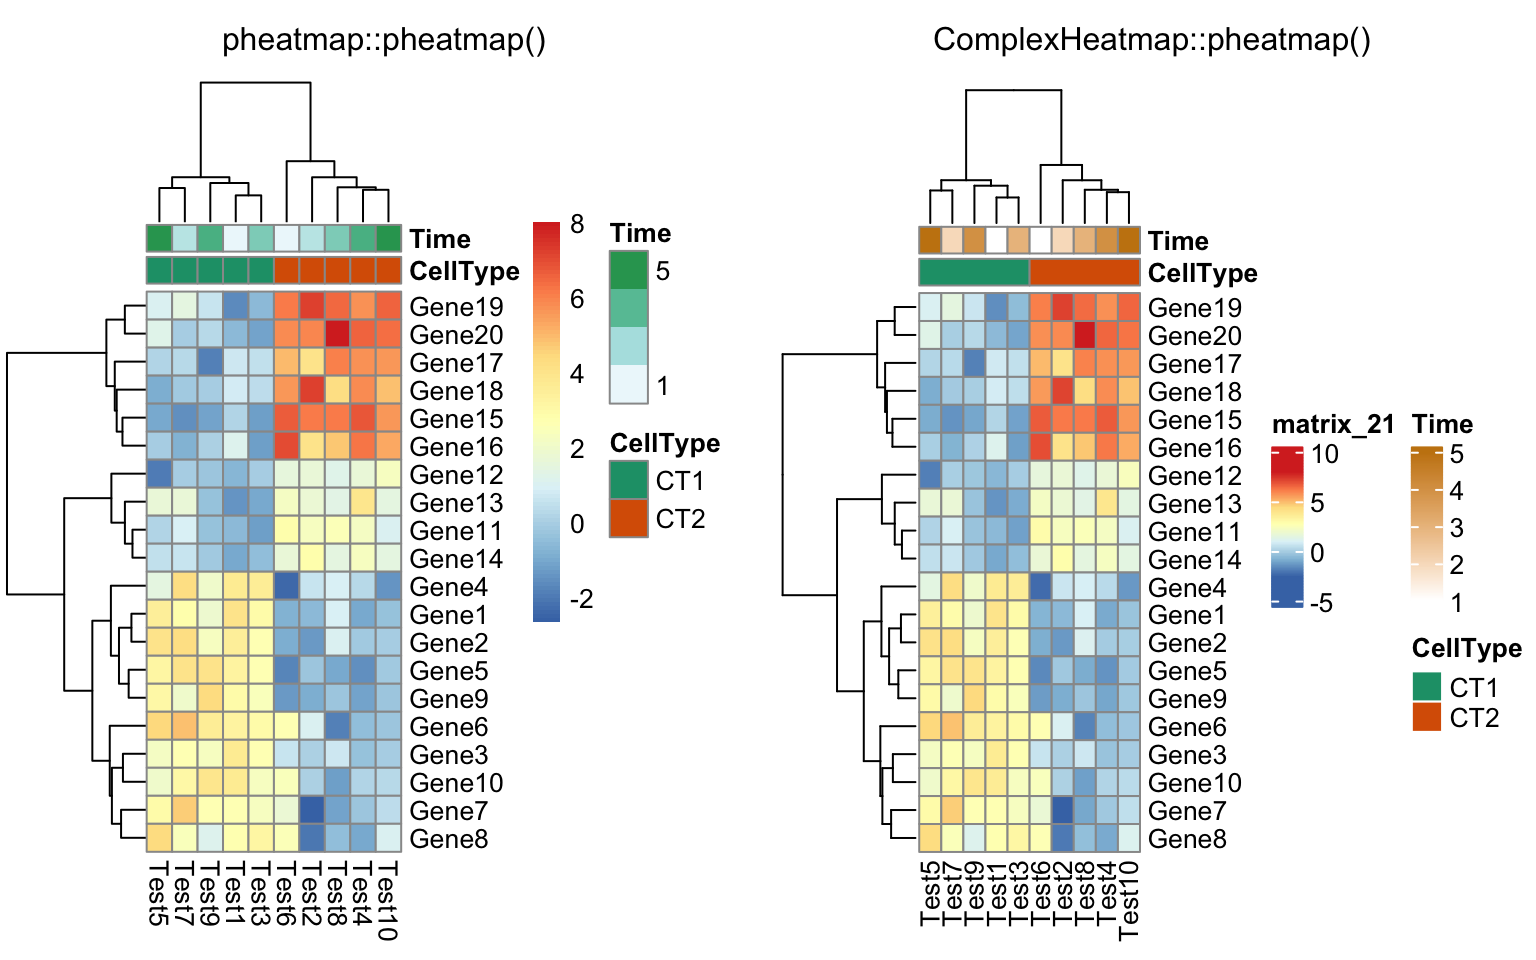 pheatmap::pheatmap()
Time
CellType
Gene19
Gene20
Gene17
Gene18
Gene15
Gene16
Gene12
Gene13
Gene11
Gene14
Gene4
Gene1
Gene2
Gene5
Gene9
Gene6
Gene3
Gene10
Gene7
Gene8
Test5
Test7
Test9
Test1
Test3
Test6
Test2
Test8
Test4
Test10
8
6
4
2
0
-2
Time
5
1
CellType
CT1
CT2
ComplexHeatmap::pheatmap()
Time
CellType
Gene19
Gene20
Gene17
Gene18
Gene15
Gene16
Gene12
Gene13
Gene11
Gene14
Gene4
Gene1
Gene2
Gene5
Gene9
Gene6
Gene3
Gene10
Gene7
Gene8
Test5
Test7
Test9
Test1
Test3
Test6
Test2
Test8
Test4
Test10
matrix_21
10
5
0
-5
Time
5
4
3
2
1
CellType
CT1
CT2